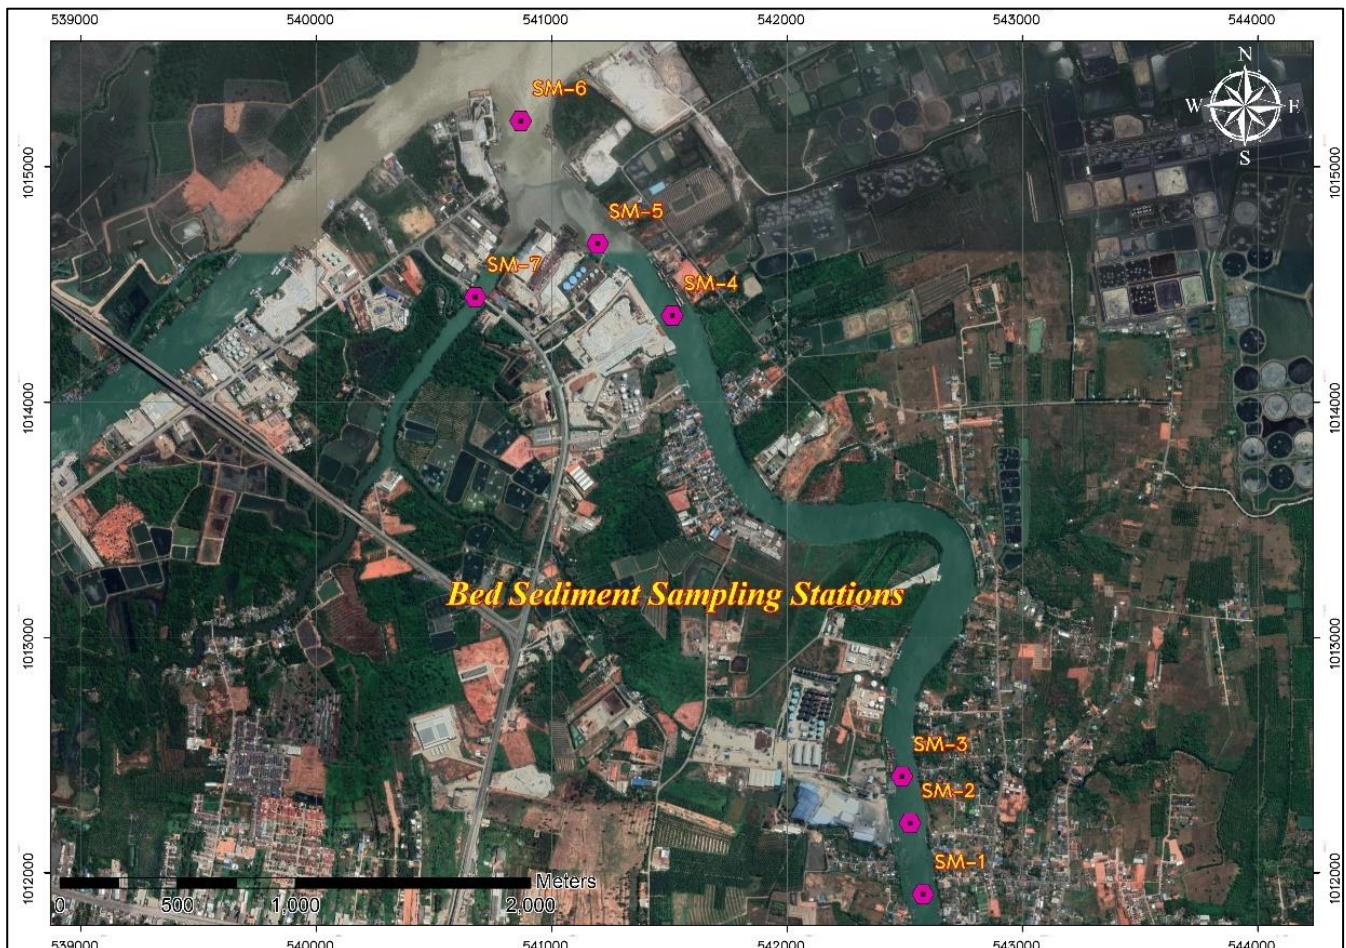 539000 540000 541000 542000 543000 544000
N
W E
S
SM-6
1015000 1015000
SM-5
SM-7
SM-4
1014000 1014000
Bed Sediment Sampling Stations
1013000 1013000
SM-3
SM-2
SM-1
1012000 1012000
Meters
0 500 1,000 2,000
539000 540000 541000 542000 543000 544000